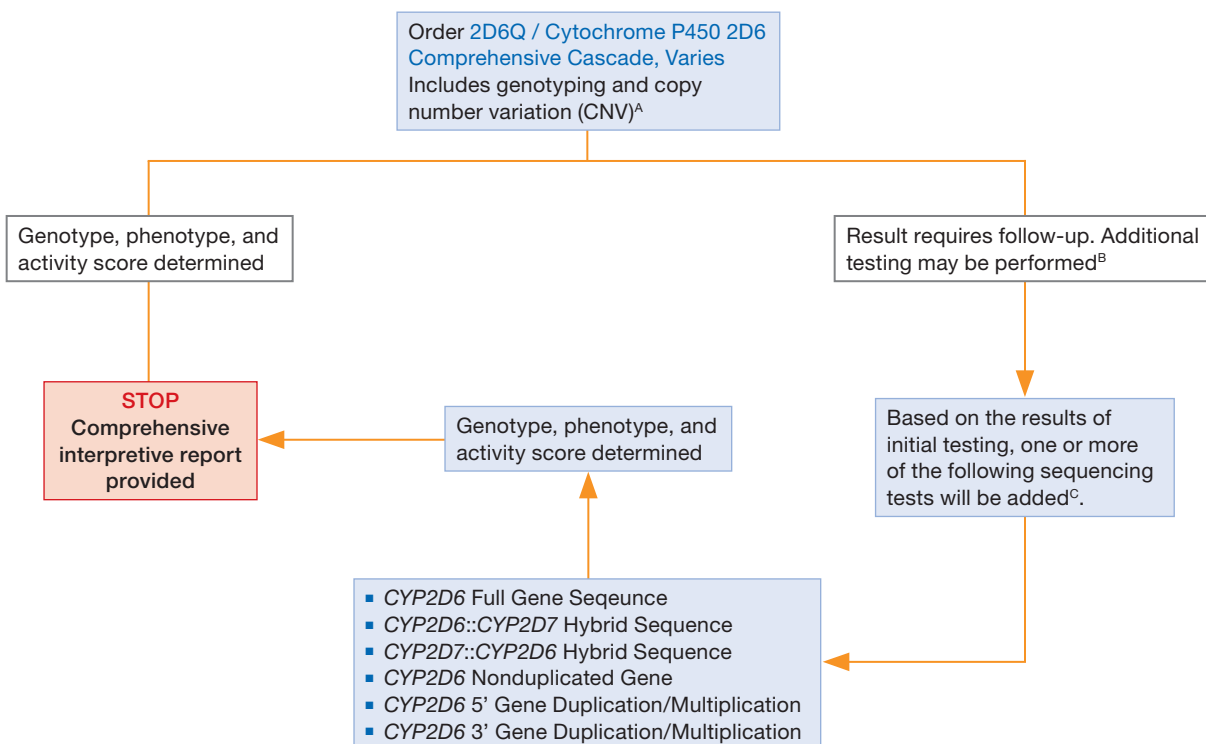 Order 2D6Q / Cytochrome P450 2D6
Comprehensive Cascade, Varies
Includes genotyping and copy
number variation (CNV)A
Genotype, phenotype, and
activity score determined
Result requires follow-up. Additional
testing may be performedB
STOP
Comprehensive
interpretive report
provided
Genotype, phenotype, and
activity score determined
Based on the results of
initial testing, one or more
of the following sequencing
tests will be addedC.
▪ CYP2D6 Full Gene Seqeunce
▪ CYP2D6::CYP2D7 Hybrid Sequence
▪ CYP2D7::CYP2D6 Hybrid Sequence
▪ CYP2D6 Nonduplicated Gene
▪ CYP2D6 5’ Gene Duplication/Multiplication
▪ CYP2D6 3’ Gene Duplication/Multiplication